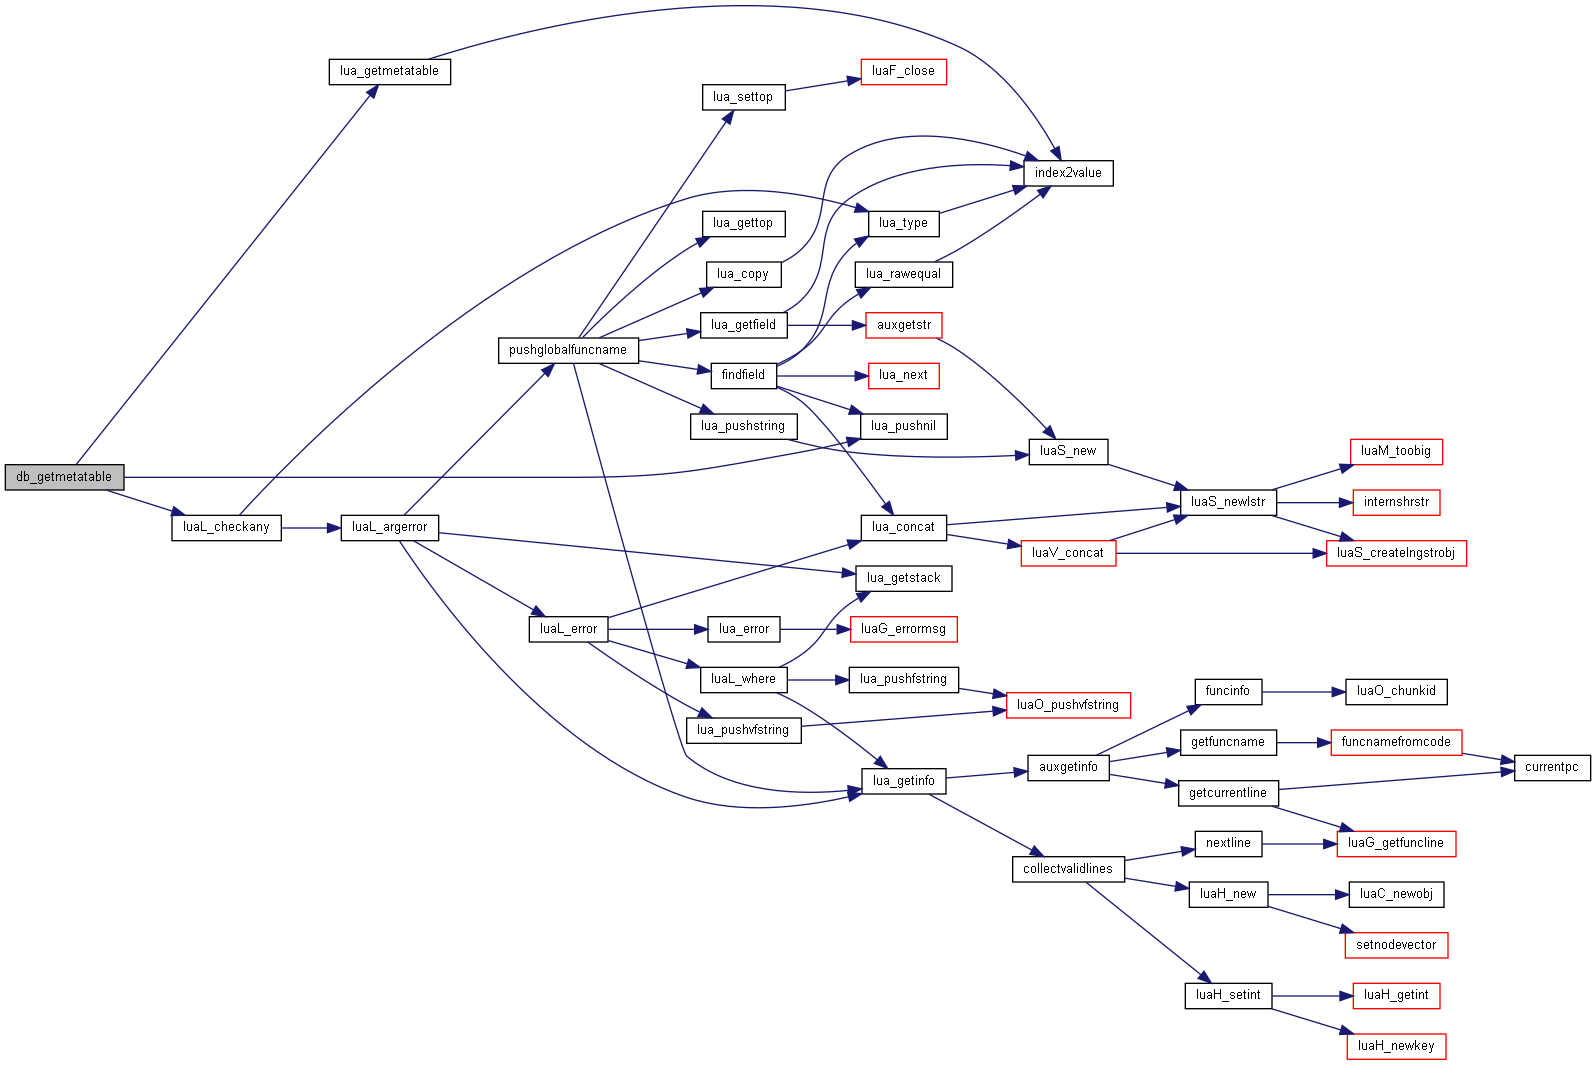 db_getmetatable
lua_getmetatable
luaL_checkany
luaL_argerror
pushglobalfuncname
luaL_error
lua_settop
lua_gettop
lua_copy
lua_getfield
findfield
lua_pushstring
lua_error
luaL_where
lua_pushvfstring
luaF_close
lua_type
lua_rawequal
auxgetstr
lua_next
lua_pushnil
lua_concat
lua_getstack
luaG_errormsg
lua_pushfstring
lua_getinfo
index2value
luaS_new
luaV_concat
luaO_pushvfstring
auxgetinfo
collectvalidlines
luaS_newlstr
funcinfo
getfuncname
getcurrentline
nextline
luaH_new
luaH_setint
luaM_toobig
internshrstr
luaS_createlngstrobj
luaO_chunkid
funcnamefromcode
luaG_getfuncline
luaC_newobj
setnodevector
luaH_getint
luaH_newkey
currentpc